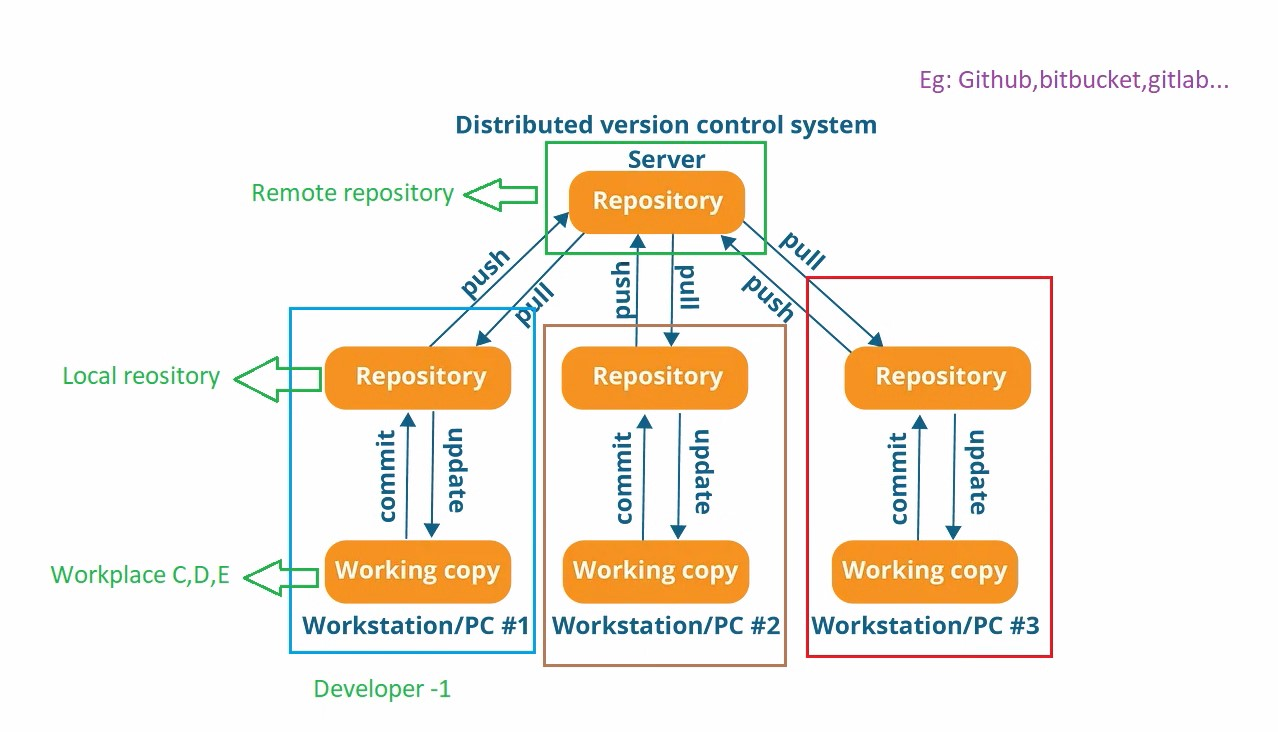 Eg: Github,bitbucket,gitlab...
Distributed version control system
Server
Remote repository
Repository
push
pull
push
pull
push
pull
Local reository
Repository
Repository
Repository
commit
update
commit
update
commit
update
Workplace C,D,E
Working copy
Working copy
Working copy
Workstation/PC #1
Workstation/PC #2
Workstation/PC #3
Developer -1